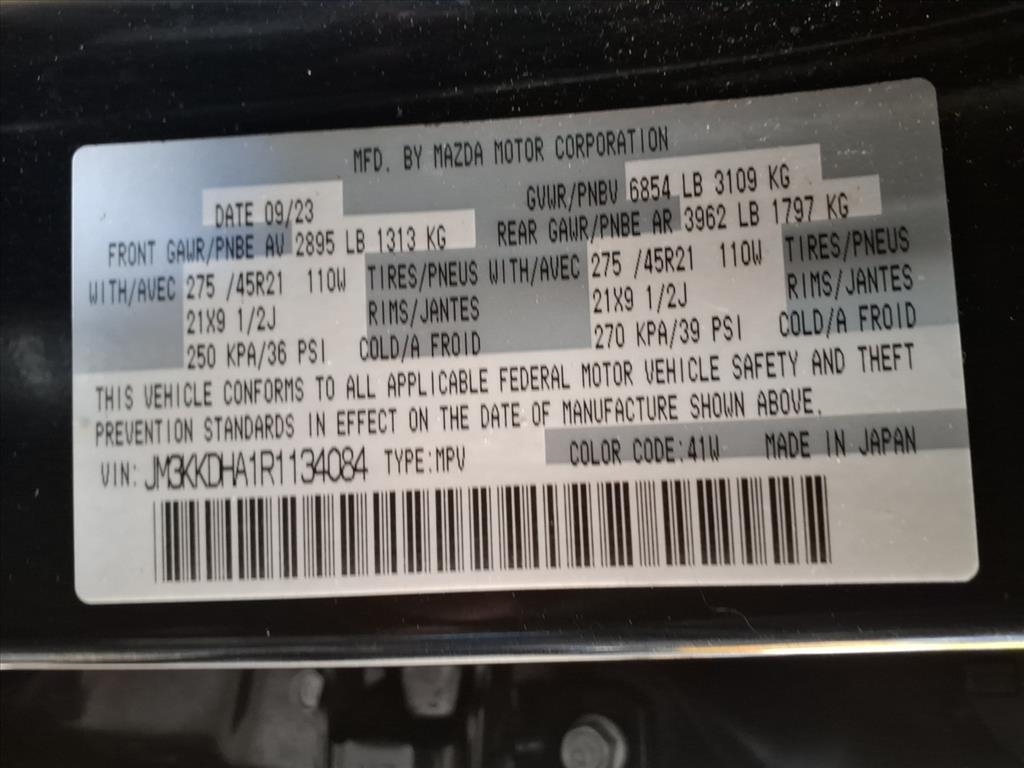 MFD. BY MAZDA MOTOR CORPORATION
DATE 09/23 GVWR/PNBV 6854 LB 3109 KG
FRONT GAWR/PNBE AV 2895 LB 1313 KG REAR GAWR/PNBE AR 3962 LB 1797 KG
WITH/AVEC 275 /45R21 110W TIRES/PNEUS WITH/AVEC 275 /45R21 110W TIRES/PNEUS
21X9 1/2J RIMS/JANTES 21X9 1/2J RIMS/JANTES
250 KPA/36 PSI COLD/A FROID 270 KPA/39 PSI COLD/A FROID
THIS VEHICLE CONFORMS TO ALL APPLICABLE FEDERAL MOTOR VEHICLE SAFETY AND THEFT
PREVENTION STANDARDS IN EFFECT ON THE DATE OF MANUFACTURE SHOWN ABOVE.
VIN: JM3KKDHA1R1134084 TYPE:MPV COLOR CODE:41W MADE IN JAPAN